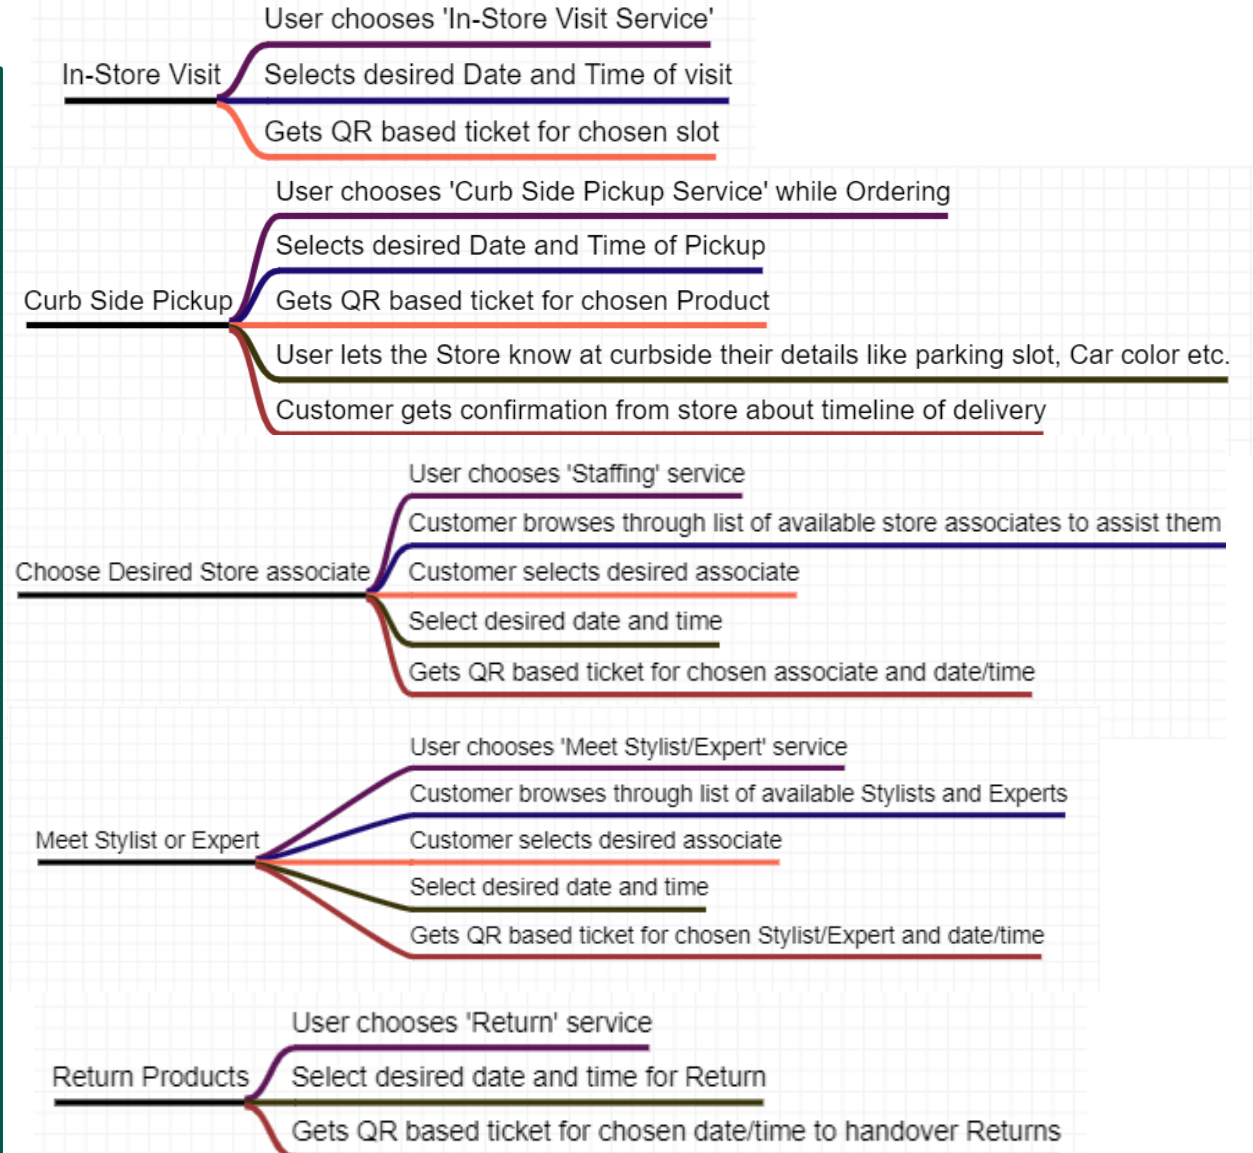 User chooses 'In-Store Visit Service'
In-Store Visit
Selects desired Date and Time of visit
Gets QR based ticket for chosen slot
User chooses 'Curb Side Pickup Service' while Ordering
Selects desired Date and Time of Pickup
Curb Side Pickup
Gets QR based ticket for chosen Product
User lets the Store know at curbside their details like parking slot, Car color etc.
Customer gets confirmation from store about timeline of delivery
User chooses 'Staffing' service
Customer browses through list of available store associates to assist them
Choose Desired Store associate
Customer selects desired associate
Select desired date and time
Gets QR based ticket for chosen associate and date/time
User chooses 'Meet Stylist/Expert' service
Customer browses through list of available Stylists and Experts
Meet Stylist or Expert
Customer selects desired associate
Select desired date and time
Gets QR based ticket for chosen Stylist/Expert and date/time
User chooses 'Return' service
Return Products
Select desired date and time for Return
Gets QR based ticket for chosen date/time to handover Returns